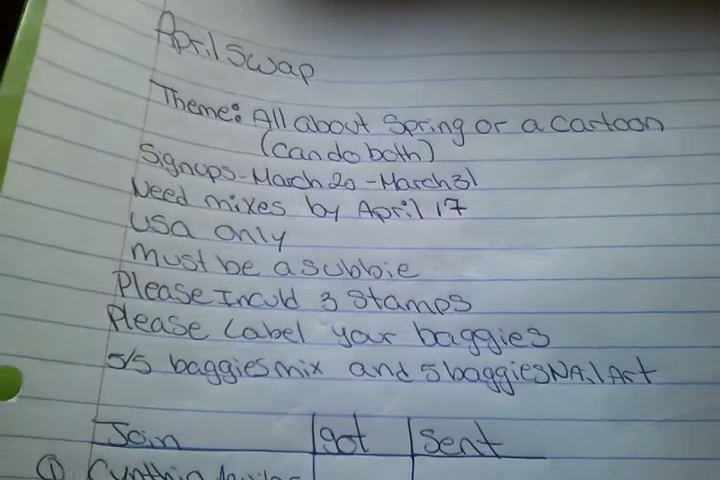 April Swap
Theme: All about Spring or a Cartoon
(can do both)
Signups - March 20 - March 31
Need mixes by April 17
USA only
Must be a subbie
Please Inculd 3 Stamps
Please Label your baggies
5/5 baggies mix and 5 baggies NAil Art
Join got Sent
① Cynthia